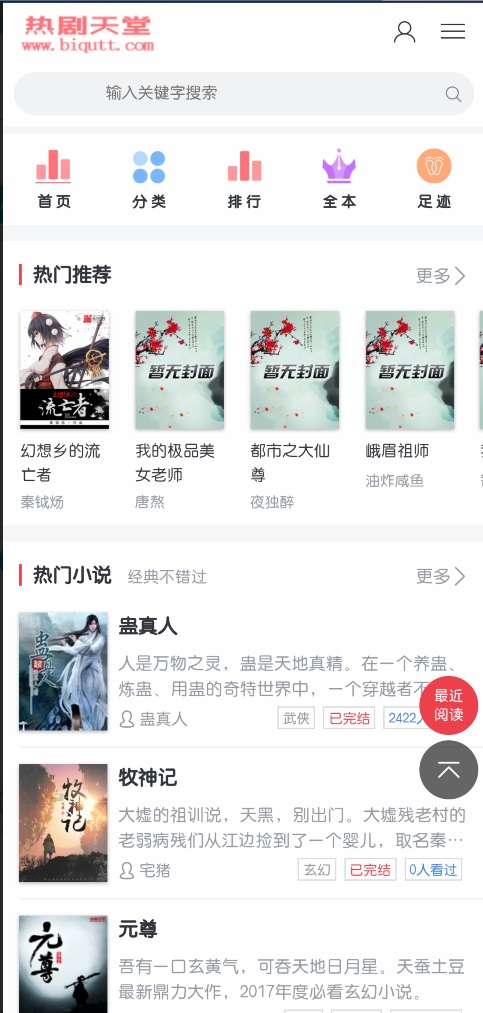 热剧天堂
www.biqutt.com
输入关键字搜索
首页
分类
排行
全本
足迹
热门推荐
更多
流亡者
暂无封面
暂无封面
暂无封面
幻想乡的流
亡者
秦钺炀
我的极品美
女老师
唐熬
都市之大仙
尊
夜独醉
峨眉祖师
油炸咸鱼
热门小说 经典不错过
更多
蛊真人
蛊真人
人是万物之灵，蛊是天地真精。在一个养蛊、
炼蛊、用蛊的奇特世界中，一个穿越者不
蛊真人 武侠 已完结 2422
最近
阅读
牧神记
牧神记
大墟的祖训说，天黑，别出门。大墟残老村的
老弱病残们从江边捡到了一个婴儿，取名秦…
宅猪 玄幻 已完结 0人看过
元尊
元尊
吾有一口玄黄气，可吞天地日月星。天蚕土豆
最新鼎力大作，2017年度必看玄幻小说。